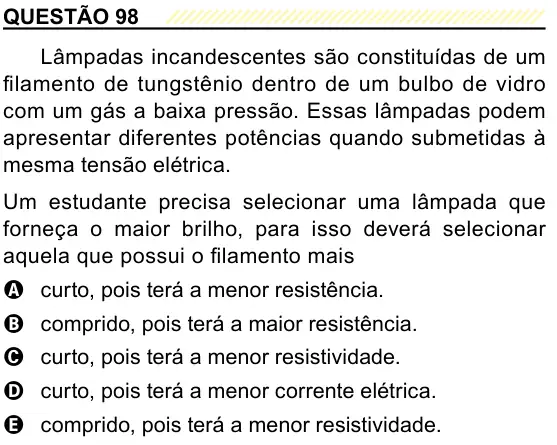 QUESTÃO 98
Lâmpadas incandescentes são constituídas de um
filamento de tungstênio dentro de um bulbo de vidro
com um gás a baixa pressão. Essas lâmpadas podem
apresentar diferentes potências quando submetidas à
mesma tensão elétrica.
Um estudante precisa selecionar uma lâmpada que
forneça o maior brilho, para isso deverá selecionar
aquela que possui o filamento mais
A curto, pois terá a menor resistência.
B comprido, pois terá a maior resistência.
C curto, pois terá a menor resistividade.
D curto, pois terá a menor corrente elétrica.
E comprido, pois terá a menor resistividade.